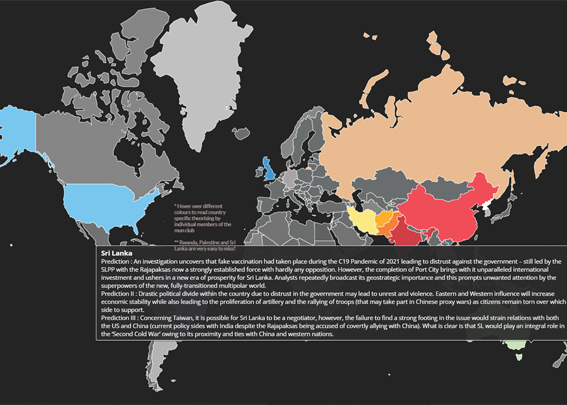 * Hover over different
colours to read country
specific theorising by
individual members of the
mun club
** Rwanda, Palestine and Sri
Lanka are very easy to miss!
Sri Lanka
Prediction : An investigation uncovers that fake vaccination had taken place during the C19 Pandemic of 2021 leading to distrust against the government – still led by the
SLPP with the Rajapaksas now a strongly established force with hardly any opposition. However, the completion of Port City brings with it unparalleled international
investment and ushers in a new era of prosperity for Sri Lanka. Analysts repeatedly broadcast its geostrategic importance and this prompts unwanted attention by the
superpowers of the new, fully-transitioned multipolar world.
Prediction II : Drastic political divide within the country due to distrust in the government may lead to unrest and violence. Eastern and Western influence will increase
economic stability while also leading to the proliferation of artillery and the rallying of troops (that may take part in Chinese proxy wars) as citizens remain torn over which
side to support.
Prediction III : Concerning Taiwan, it is possible for Sri Lanka to be a negotiator, however, the failure to find a strong footing in the issue would strain relations with both
the US and China (current policy sides with India despite the Rajapaksas being accused of covertly allying with China). What is clear is that SL would play an integral role in
the 'Second Cold War' owing to its proximity and ties with China and western nations.